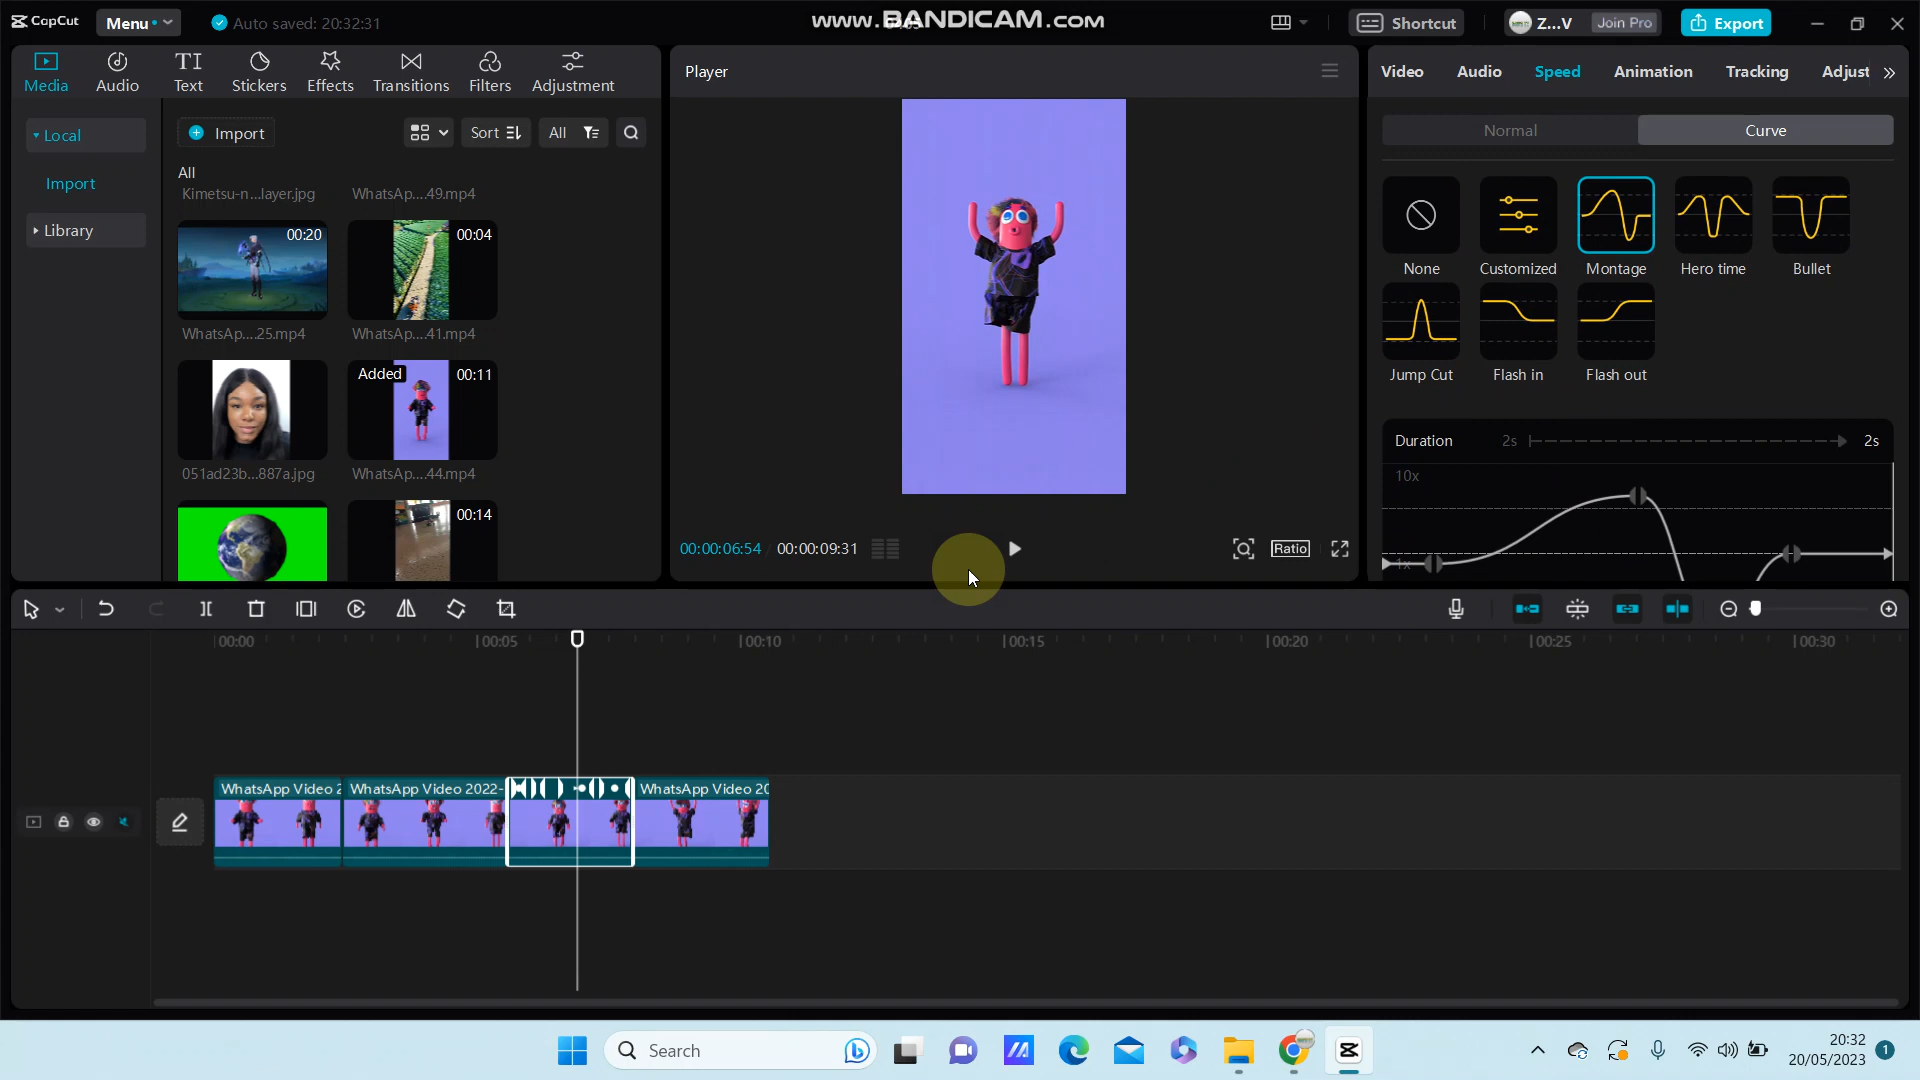 CapCut
Menu
Auto saved: 20:32:31
www.BANDICAM.com
Shortcut
Z...V
Join Pro
Export
Media
Audio
Text
Stickers
Effects
Transitions
Filters
Adjustment
Player
Video
Audio
Speed
Animation
Tracking
Adjust
Local
Import
Library
Import
Sort
All
All
Kimetsu-n...layer.jpg
WhatsAp....49.mp4
00:20
00:04
WhatsAp....25.mp4
WhatsAp....41.mp4
Added
00:11
051ad23b...887a.jpg
WhatsAp....44.mp4
00:14
00:00:06:54
00:00:09:31
Ratio
Normal
Curve
None
Customized
Montage
Hero time
Bullet
Jump Cut
Flash in
Flash out
Duration
2s
2s
10x
1x
00:00
00:05
00:10
00:15
00:20
00:25
00:30
WhatsApp Video 2
WhatsApp Video 2022-
WhatsApp Video 20
Search
20:32
20/05/2023
1